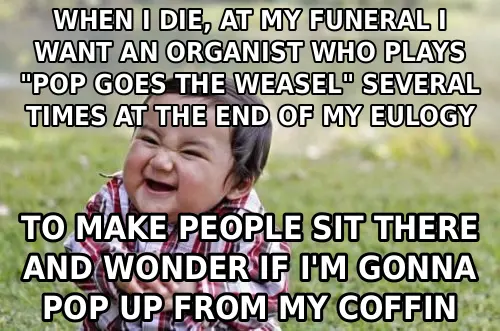 WHEN I DIE, AT MY FUNERAL I
WANT AN ORGANIST WHO PLAYS
"POP GOES THE WEASEL" SEVERAL
TIMES AT THE END OF MY EULOGY
TO MAKE PEOPLE SIT THERE
AND WONDER IF I'M GONNA
POP UP FROM MY COFFIN